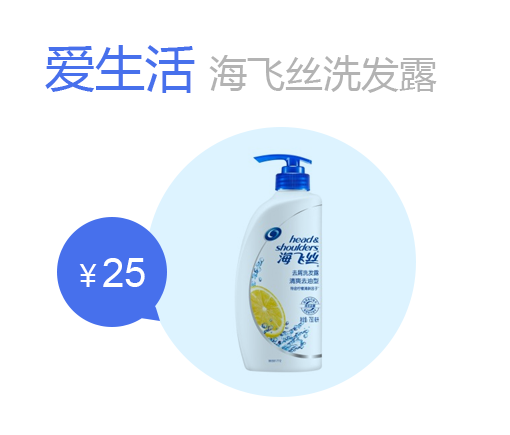 爱生活 海飞丝洗发露
¥ 25
head&
shoulders
海飞丝
去屑洗发露
清爽去油型